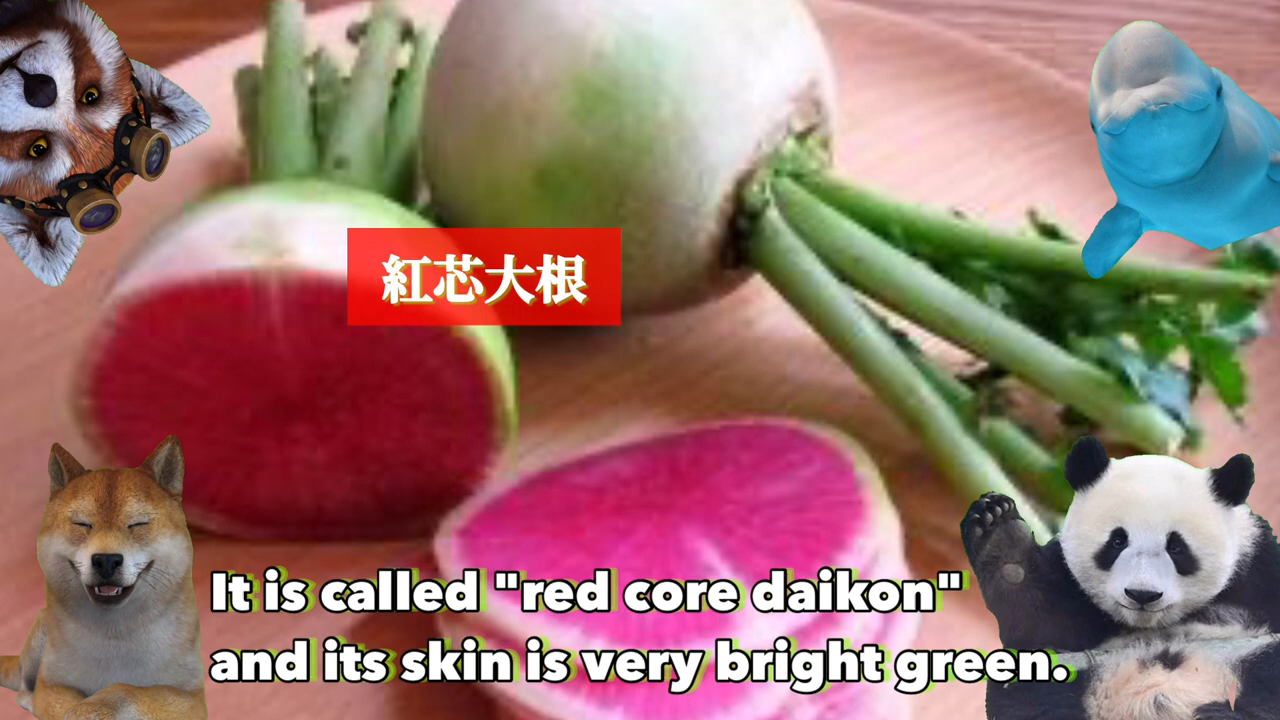 紅芯大根
It is called "red core daikon"
and its skin is very bright green.